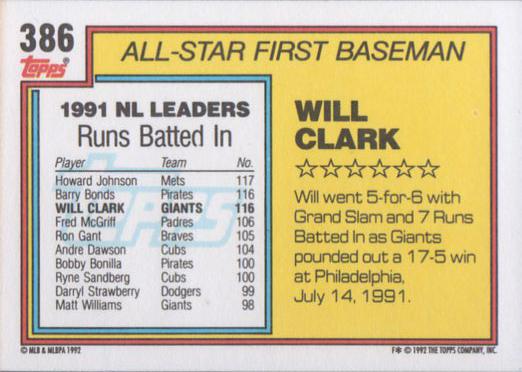 386
Topps®
ALL-STAR FIRST BASEMAN
1991 NL LEADERS
Runs Batted In
Player Team No.
Howard Johnson Mets 117
Barry Bonds Pirates 116
WILL CLARK GIANTS 116
Fred McGriff Padres 106
Ron Gant Braves 105
Andre Dawson Cubs 104
Bobby Bonilla Pirates 100
Ryne Sandberg Cubs 100
Darryl Strawberry Dodgers 99
Matt Williams Giants 98
TOPPS
WILL
CLARK
☆☆☆☆☆☆
Will went 5-for-6 with
Grand Slam and 7 Runs
Batted In as Giants
pounded out a 17-5 win
at Philadelphia,
July 14, 1991.
© MLB & MLBPA 1992
F* © 1992 THE TOPPS COMPANY, INC.